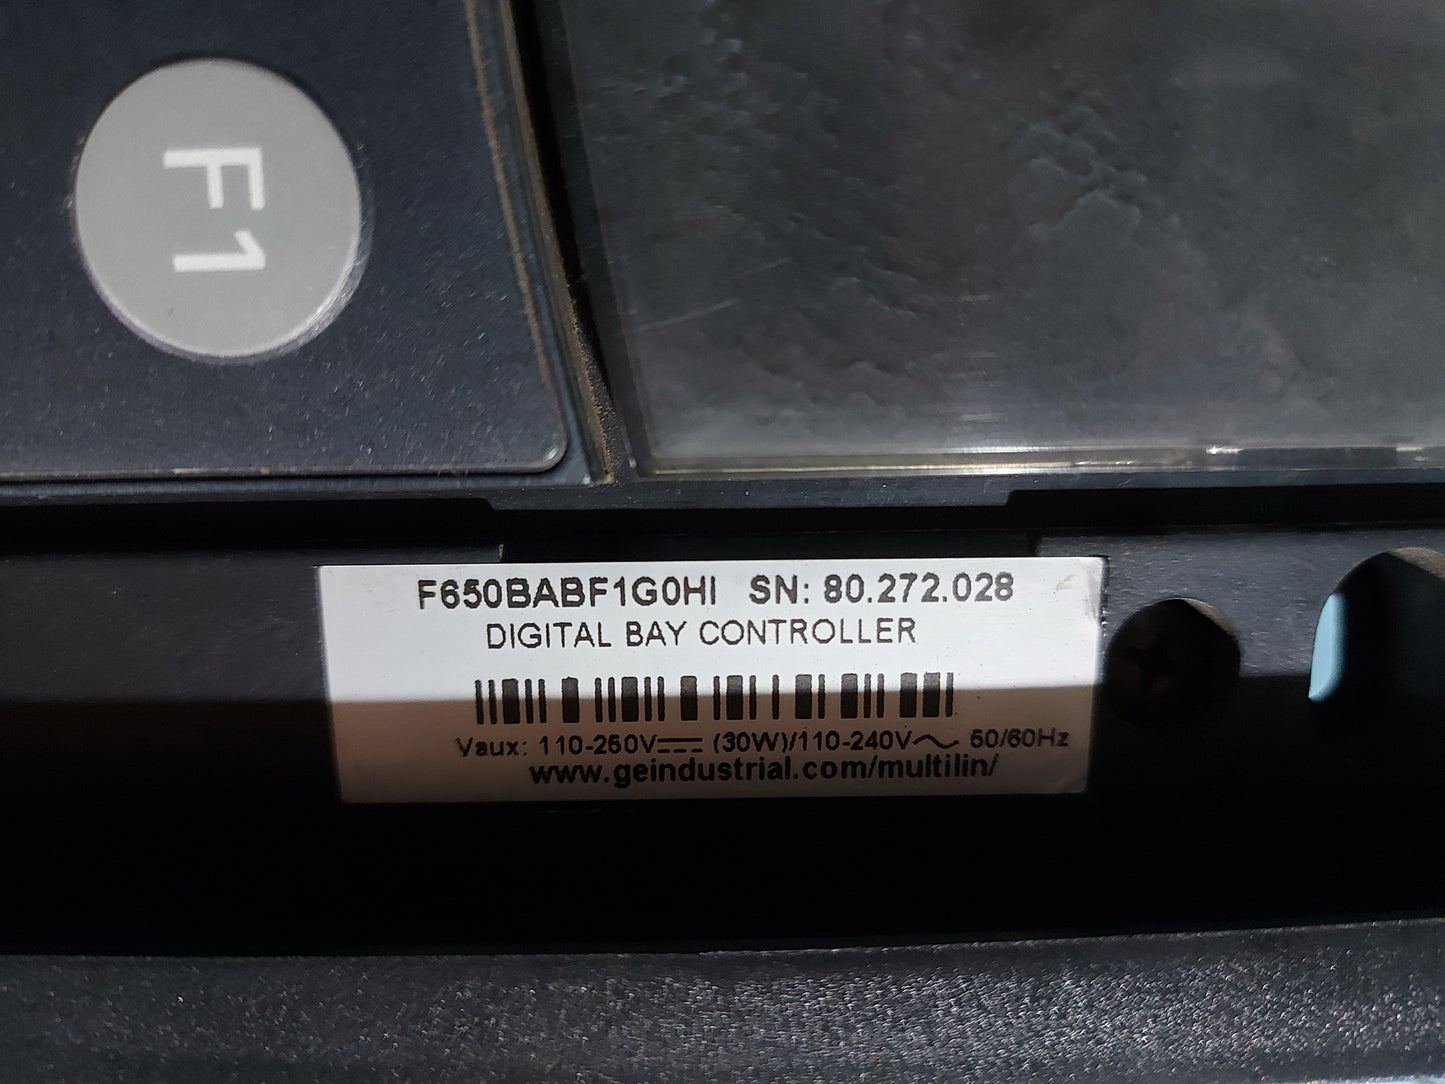 F1
F650BABF1G0HI SN: 80.272.028
DIGITAL BAY CONTROLLER
Vaux: 110-250V⎓ (30W)/110-240V∿ 50/60Hz
www.geindustrial.com/multilin/